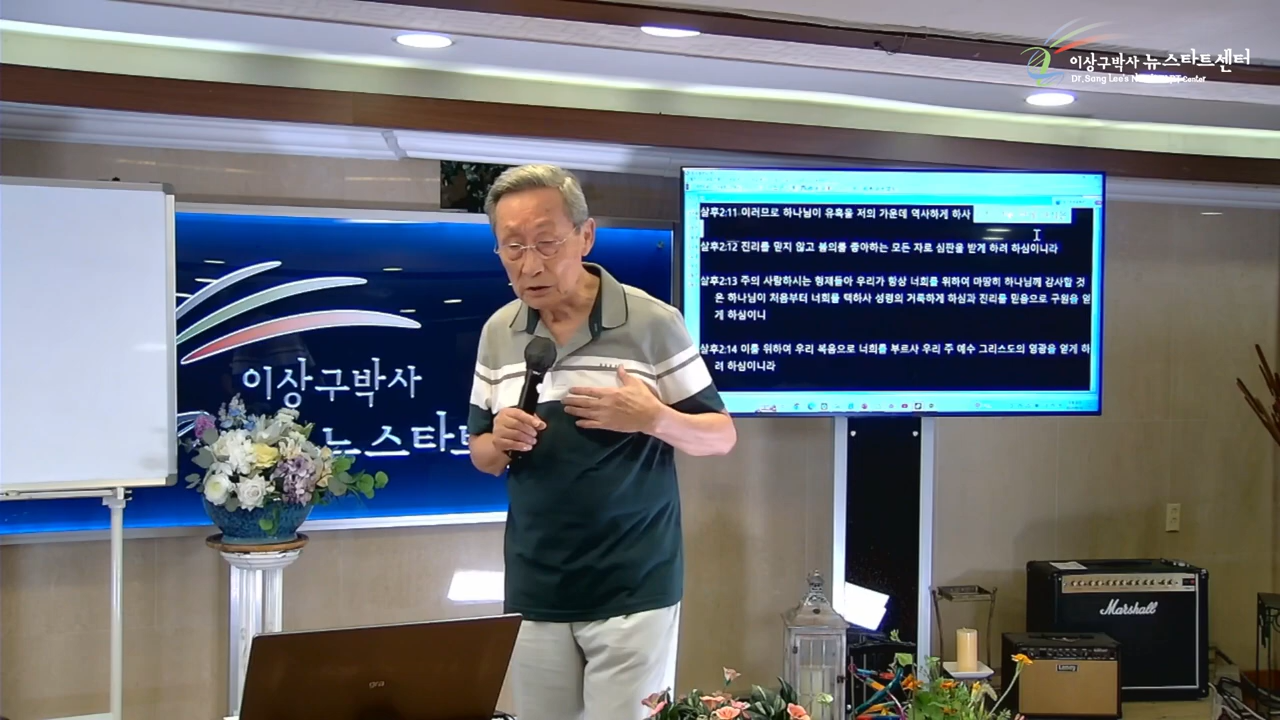 이상구박사 뉴스타트센터
Dr.Sang Lee's Center
살후2:11 이러므로 하나님이 유혹을 저의 가운데 역사하게 하사
살후2:12 진리를 믿지 않고 불의를 좋아하는 모든 자로 심판을 받게 하려 하심이니라
살후2:13 주의 사랑하시는 형제들아 우리가 항상 너희를 위하여 마땅히 하나님께 감사할 것
은 하나님이 처음부터 너희를 택하사 성령의 거룩하게 하심과 진리를 믿음으로 구원을 얻
게 하심이니
살후2:14 이를 위하여 우리 복음으로 너희를 부르사 우리 주 예수 그리스도의 영광을 얻게 하
려 하심이니라
이상구박사
뉴스타트
gram
Marshall
Laney